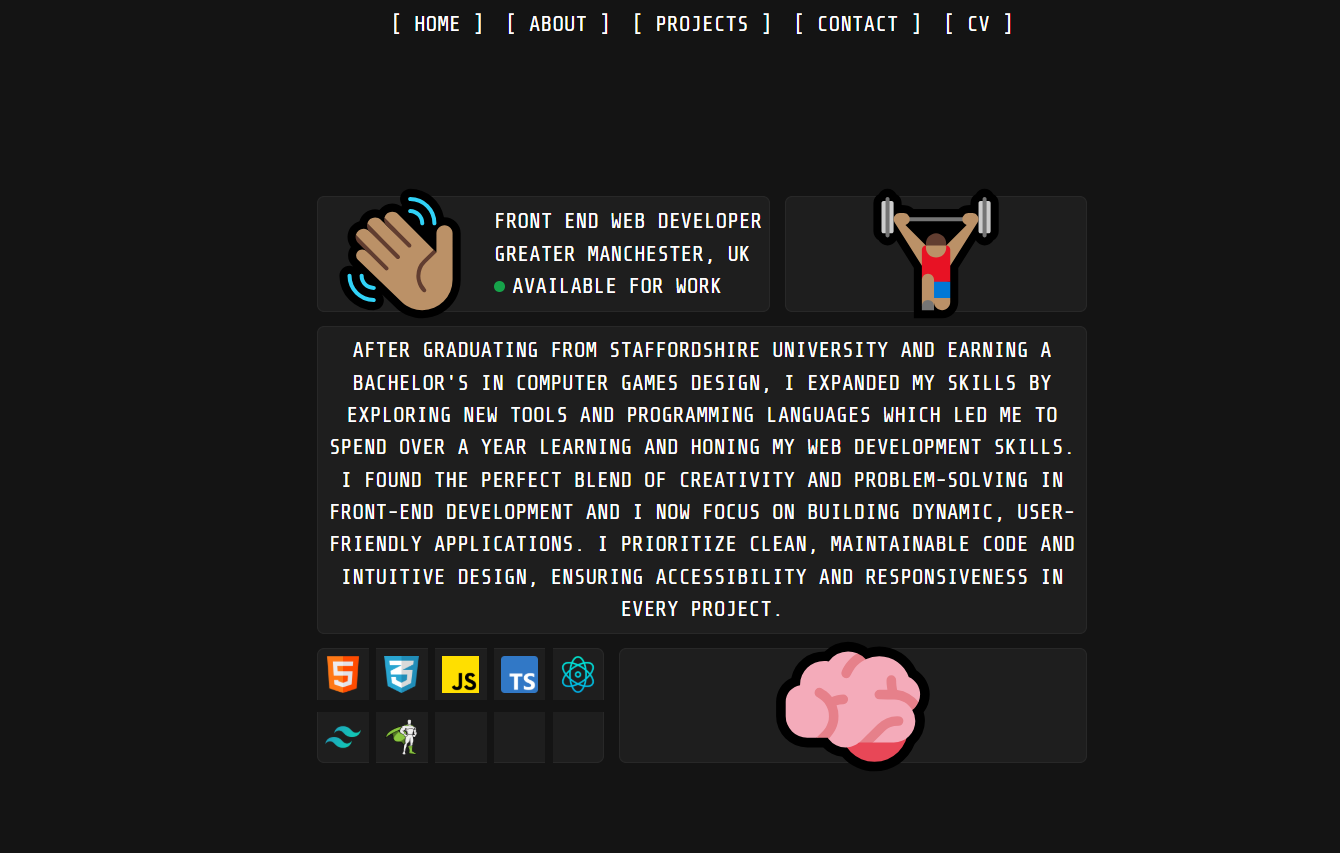 [ HOME ] [ ABOUT ] [ PROJECTS ] [ CONTACT ] [ CV ]
FRONT END WEB DEVELOPER
GREATER MANCHESTER, UK
AVAILABLE FOR WORK
AFTER GRADUATING FROM STAFFORDSHIRE UNIVERSITY AND EARNING A
BACHELOR'S IN COMPUTER GAMES DESIGN, I EXPANDED MY SKILLS BY
EXPLORING NEW TOOLS AND PROGRAMMING LANGUAGES WHICH LED ME TO
SPEND OVER A YEAR LEARNING AND HONING MY WEB DEVELOPMENT SKILLS.
I FOUND THE PERFECT BLEND OF CREATIVITY AND PROBLEM-SOLVING IN
FRONT-END DEVELOPMENT AND I NOW FOCUS ON BUILDING DYNAMIC, USER-
FRIENDLY APPLICATIONS. I PRIORITIZE CLEAN, MAINTAINABLE CODE AND
INTUITIVE DESIGN, ENSURING ACCESSIBILITY AND RESPONSIVENESS IN
EVERY PROJECT.
5 3 JS TS